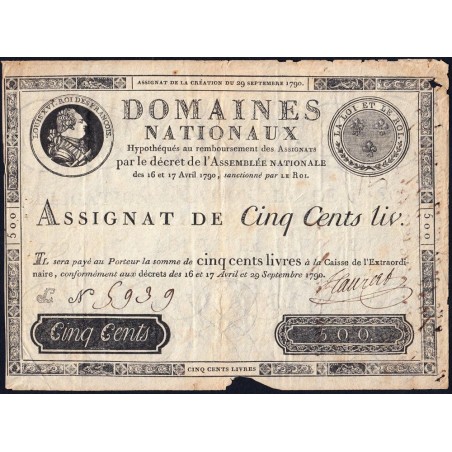 ASSIGNAT DE LA CRÉATION DU 29 SEPTEMBRE 1790.
LOUIS XVI ROI DES FRANÇOIS
LA LOI ET LE ROI.
DOMAINES
NATIONAUX
Hypothéqués au remboursement des ASSIGNATS
par le décret de l'ASSEMBLÉE NATIONALE
des 16 et 17 Avril 1790, sanctionné par LE ROI.
ASSIGNAT DE Cinq Cents liv.
500
500
IL sera payé au Porteur la somme de cinq cents livres à la Caisse de l'Extraordi-
naire, conformément aux décrets des 16 et 17 Avril et 29 Septembre 1790.
N 5939
Cinq Cents
500
CINQ CENTS LIVRES